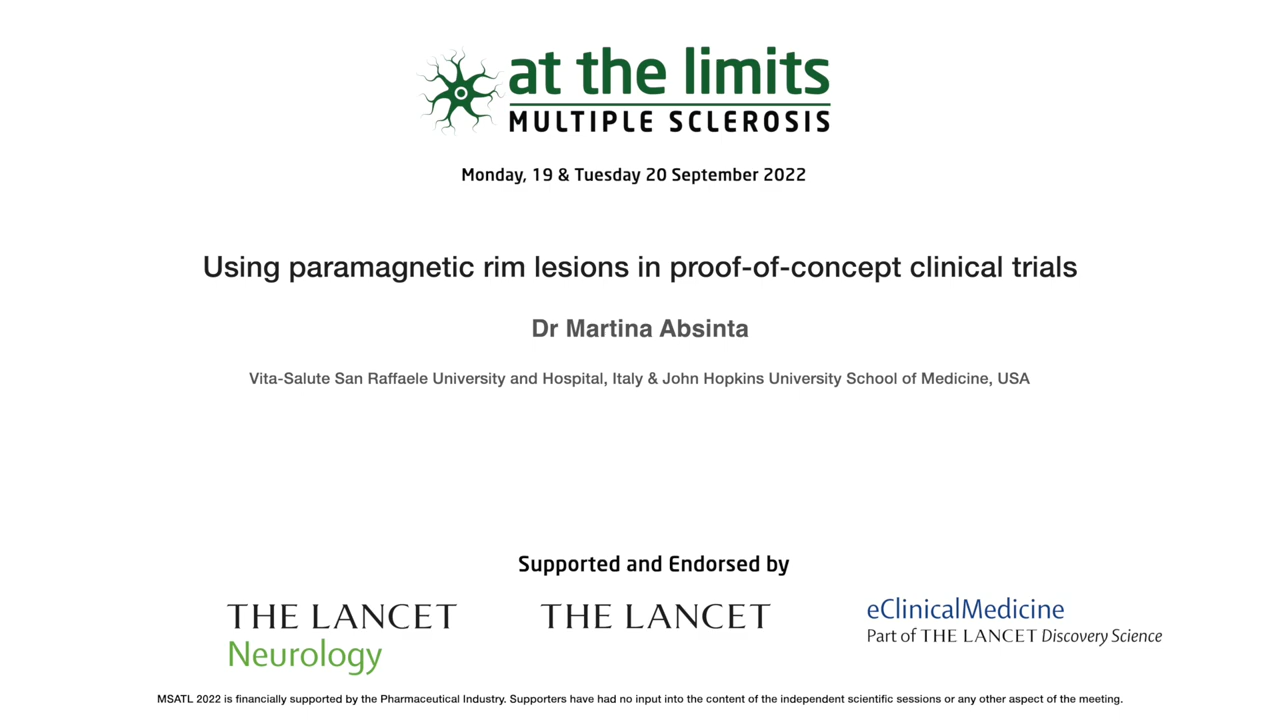 at the limits
MULTIPLE SCLEROSIS
Monday, 19 & Tuesday 20 September 2022
Using paramagnetic rim lesions in proof-of-concept clinical trials
Dr Martina Absinta
Vita-Salute San Raffaele University and Hospital, Italy & John Hopkins University School of Medicine, USA
Supported and Endorsed by
THE LANCET
Neurology
THE LANCET
eClinicalMedicine
Part of THE LANCET Discovery Science
MSATL 2022 is financially supported by the Pharmaceutical Industry. Supporters have had no input into the content of the independent scientific sessions or any other aspect of the meeting.